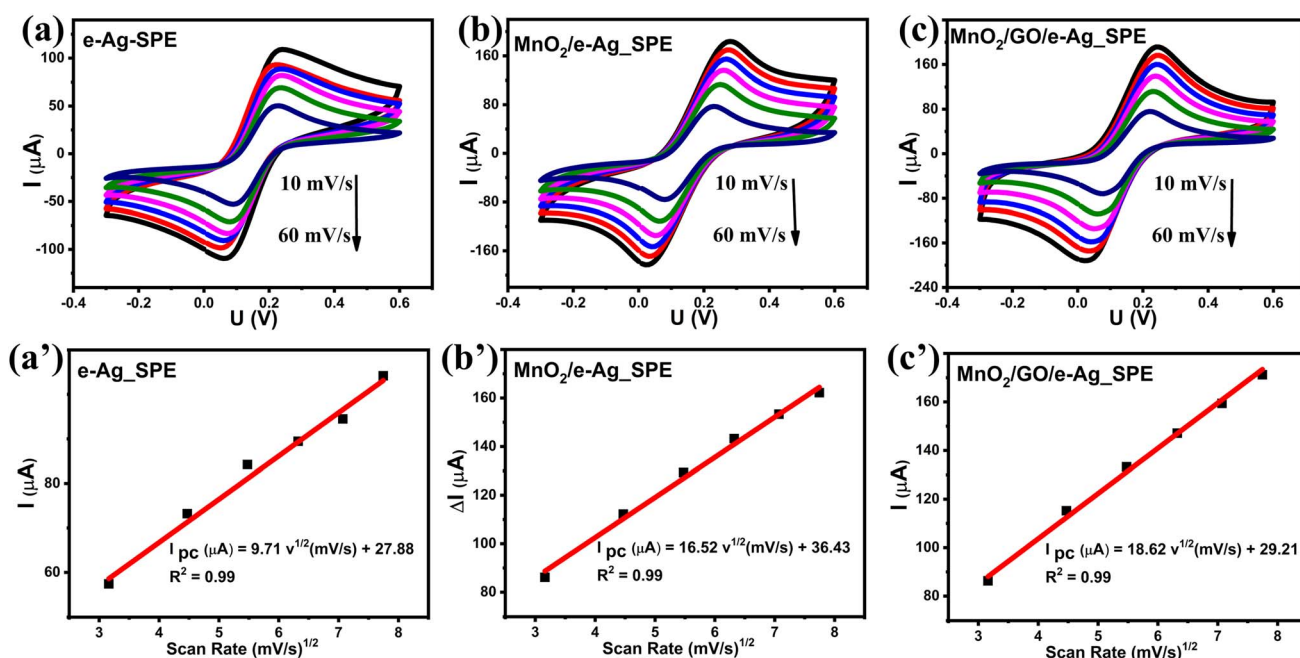 (a)
e-Ag-SPE
100
50
0
-50
-100
I (μA)
10 mV/s
60 mV/s
-0.4 -0.2 0.0 0.2 0.4 0.6
U (V)
(b)
MnO₂/e-Ag_SPE
160
80
0
-80
-160
-240
I (μA)
10 mV/s
60 mV/s
-0.4 -0.2 0.0 0.2 0.4 0.6
U (V)
(c)
MnO₂/GO/e-Ag_SPE
240
160
80
0
-80
-160
-240
I (μA)
10 mV/s
60 mV/s
-0.4 -0.2 0.0 0.2 0.4 0.6
U (V)
(a')
e-Ag_SPE
80
60
I (μA)
I pc (μA) = 9.71 v^1/2(mV/s) + 27.88
R² = 0.99
3 4 5 6 7 8
Scan Rate (mV/s)^1/2
(b')
MnO₂/e-Ag_SPE
160
140
120
100
80
ΔI (μA)
I pc (μA) = 16.52 v^1/2(mV/s) + 36.43
R² = 0.99
3 4 5 6 7 8
Scan Rate (mV/s)^1/2
(c')
MnO₂/GO/e-Ag_SPE
160
140
120
100
80
I (μA)
I pc (μA) = 18.62 v^1/2(mV/s) + 29.21
R² = 0.99
3 4 5 6 7 8
Scan Rate (mV/s)^1/2